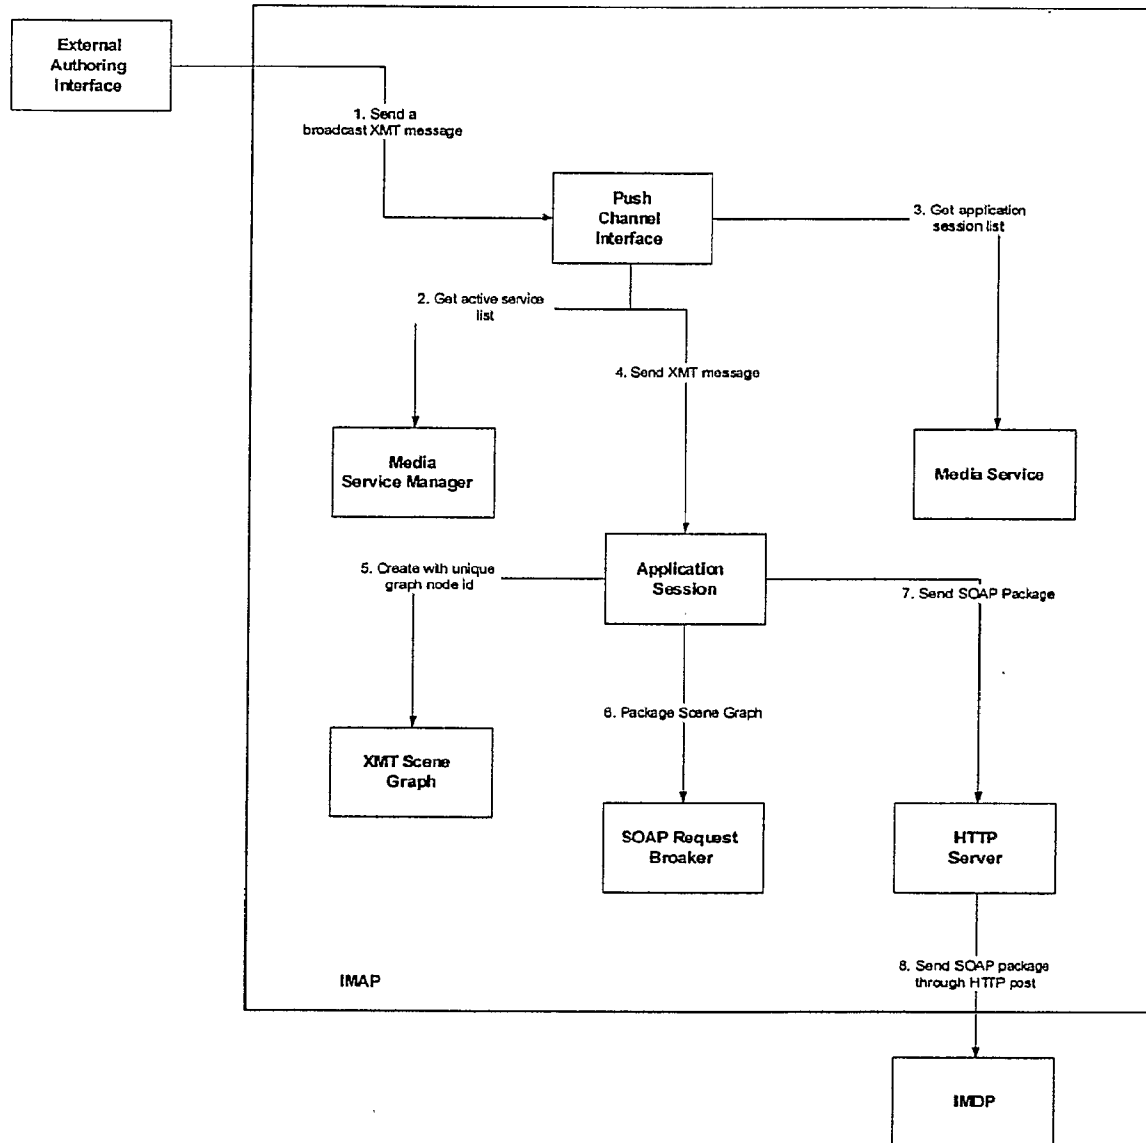 External
Authoring
Interface
1. Send a
broadcast XMT message
Push
Channel
Interface
3. Get application
session list
2. Get active service
list
4. Send XMT message
Media
Service Manager
Media Service
5. Create with unique
graph node id
Application
Session
7. Send SOAP Package
6. Package Scene Graph
XMT Scene
Graph
SOAP Request
Broaker
HTTP
Server
IMAP
8. Send SOAP package
through HTTP post
IMDP